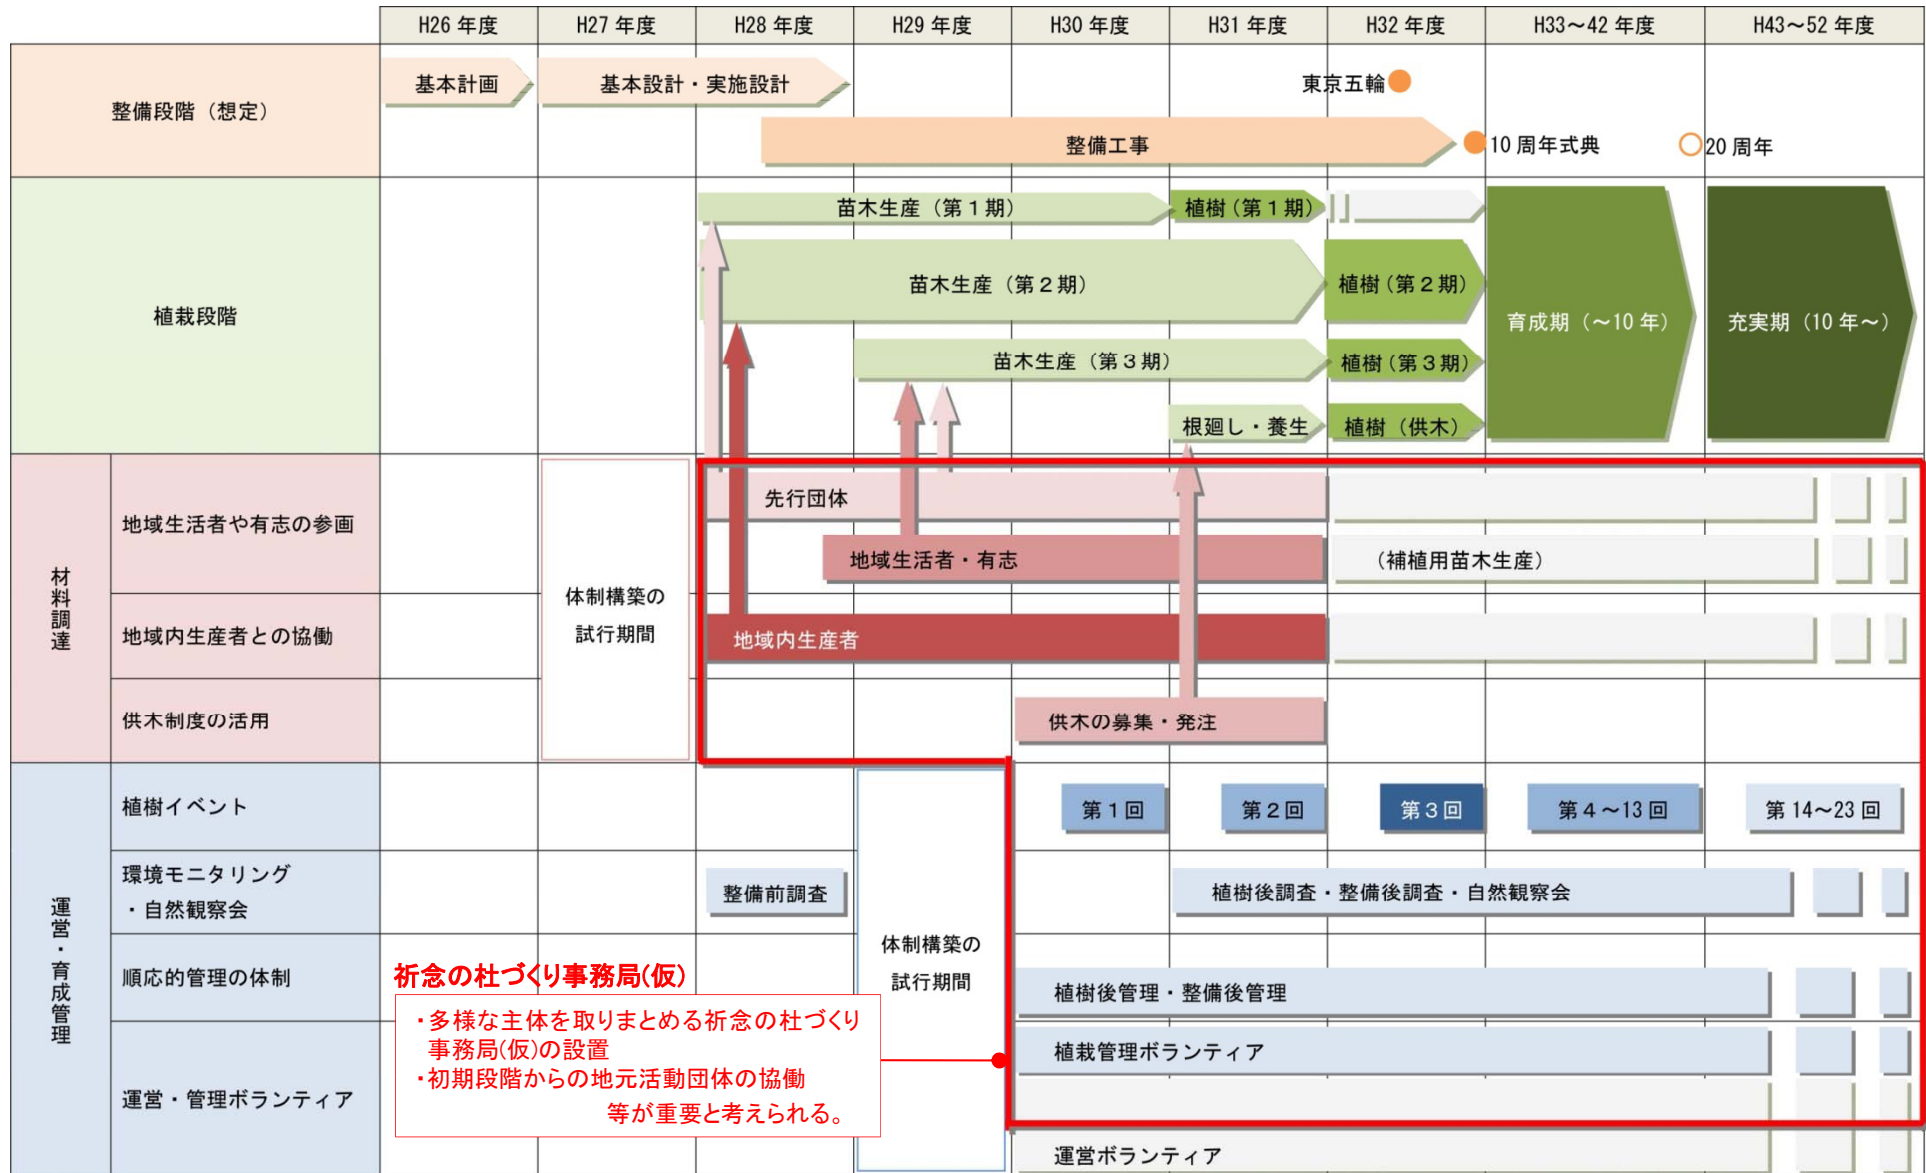 H26 年度
H27 年度
H28 年度
H29 年度
H30 年度
H31 年度
H32 年度
H33～42 年度
H43～52 年度
整備段階（想定）
基本計画
基本設計・実施設計
東京五輪
整備工事
10 周年式典
20 周年
植栽段階
苗木生産（第１期）
植樹（第１期）
苗木生産（第２期）
植樹（第２期）
育成期（～10 年）
充実期（10 年～）
苗木生産（第３期）
植樹（第３期）
根廻し・養生
植樹（供木）
材料調達
地域生活者や有志の参画
体制構築の
試行期間
先行団体
地域生活者・有志
（補植用苗木生産）
地域内生産者との協働
地域内生産者
供木制度の活用
供木の募集・発注
運営・育成管理
植樹イベント
体制構築の
試行期間
第１回
第２回
第３回
第４～13 回
第 14～23 回
環境モニタリング
・自然観察会
整備前調査
植樹後調査・整備後調査・自然観察会
順応的管理の体制
植樹後管理・整備後管理
祈念の杜づくり事務局(仮)
・多様な主体を取りまとめる祈念の杜づくり
事務局(仮)の設置
・初期段階からの地元活動団体の協働
等が重要と考えられる。
運営・管理ボランティア
植栽管理ボランティア
運営ボランティア